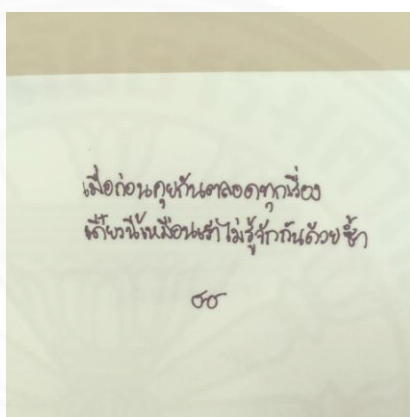 เมื่อก่อนคุยกันตลอดทุกเรื่อง
เดี๋ยวนี้เหมือนเราไม่รู้จักกันด้วยซ้ำ